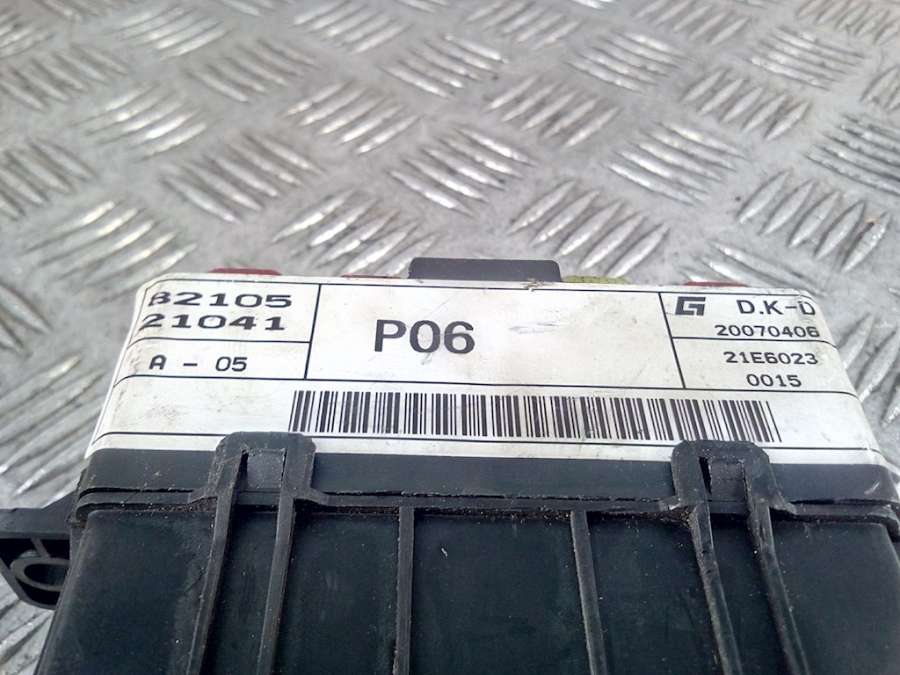 82105
21041
A - 05
P06
G D.K-D
20070406
21E6023
0015